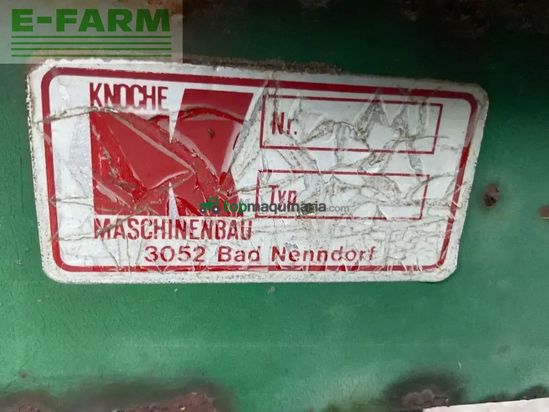 E-FARM
KNOCHE
Nr.
topmaquinaria.com
Typ
MASCHINENBAU
3052 Bad Nenndorf